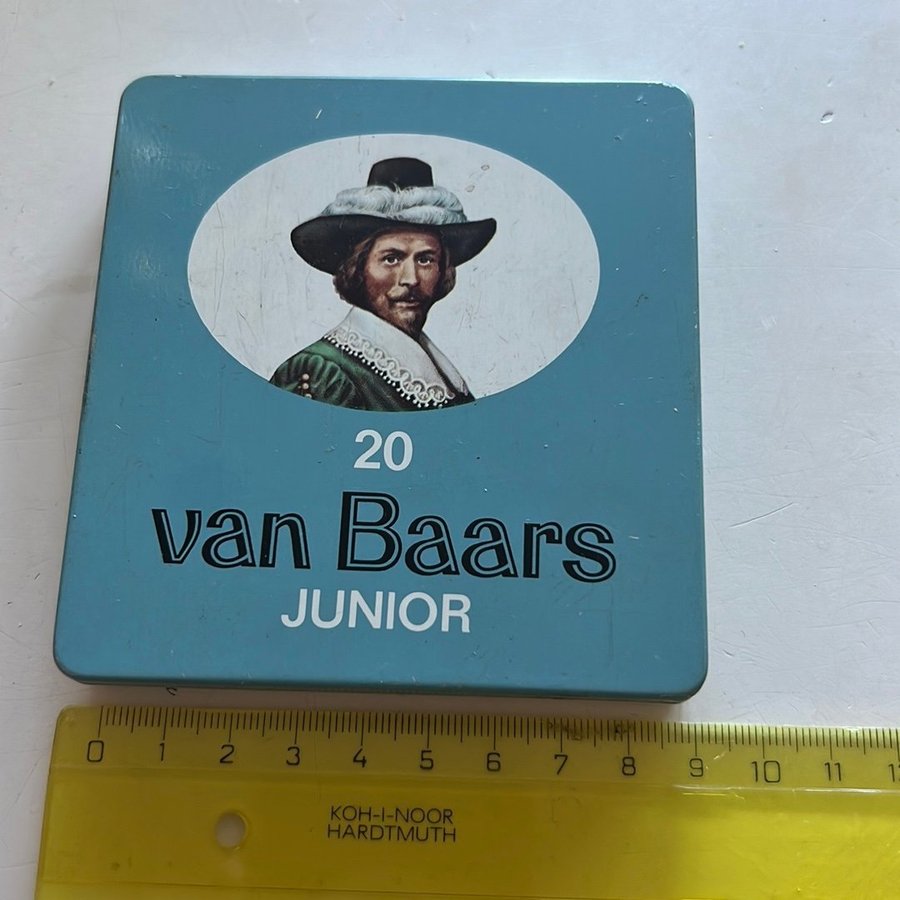 20
van Baars
JUNIOR
0 1 2 3 4 5 6 7 8 9 10 11
KOH-I-NOOR
HARDTMUTH